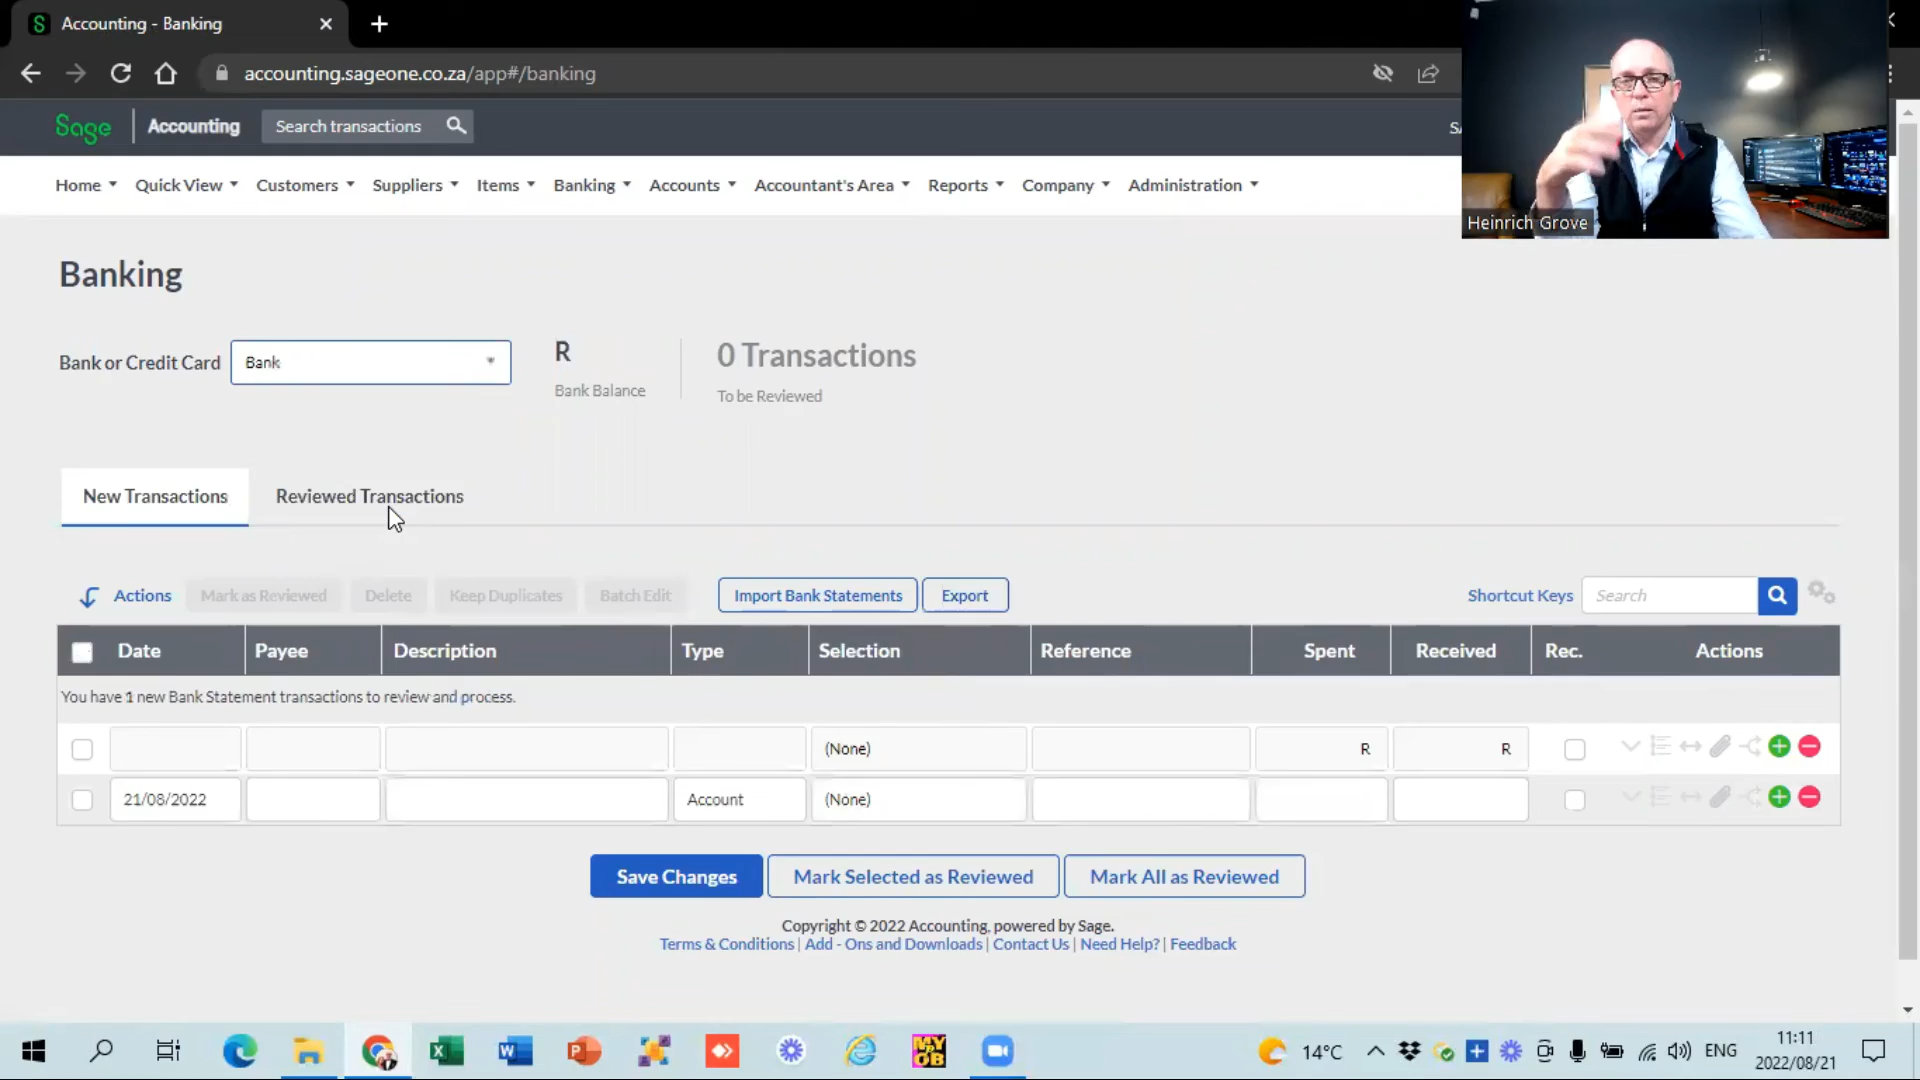 Accounting - Banking
accounting.sageone.co.za/app#/banking
Sage Accounting Search transactions
Home Quick View Customers Suppliers Items Banking Accounts Accountant's Area Reports Company Administration
Heinrich Grove
Banking
Bank or Credit Card Bank
R
Bank Balance
0 Transactions
To be Reviewed
New Transactions Reviewed Transactions
Actions Mark as Reviewed Delete Keep Duplicates Batch Edit Import Bank Statements Export Shortcut Keys Search
Date Payee Description Type Selection Reference Spent Received Rec. Actions
You have 1 new Bank Statement transactions to review and process.
(None) R R
21/08/2022 Account (None)
Save Changes Mark Selected as Reviewed Mark All as Reviewed
Copyright © 2022 Accounting, powered by Sage.
Terms & Conditions | Add - Ons and Downloads | Contact Us | Need Help? | Feedback
MYOB
14°C ENG
11:11
2022/08/21